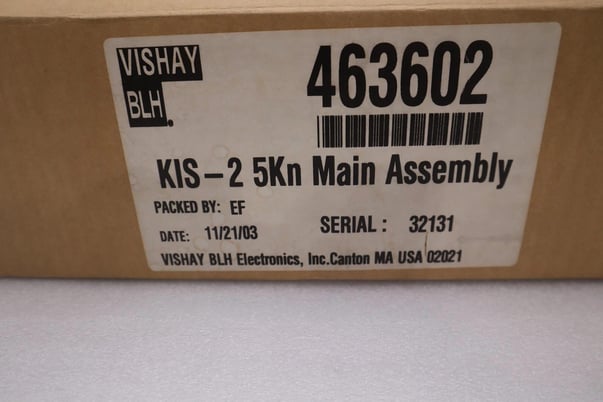 VISHAY
BLH
463602
KIS-2 5Kn Main Assembly
PACKED BY: EF
DATE: 11/21/03
SERIAL: 32131
VISHAY BLH Electronics, Inc.Canton MA USA 02021